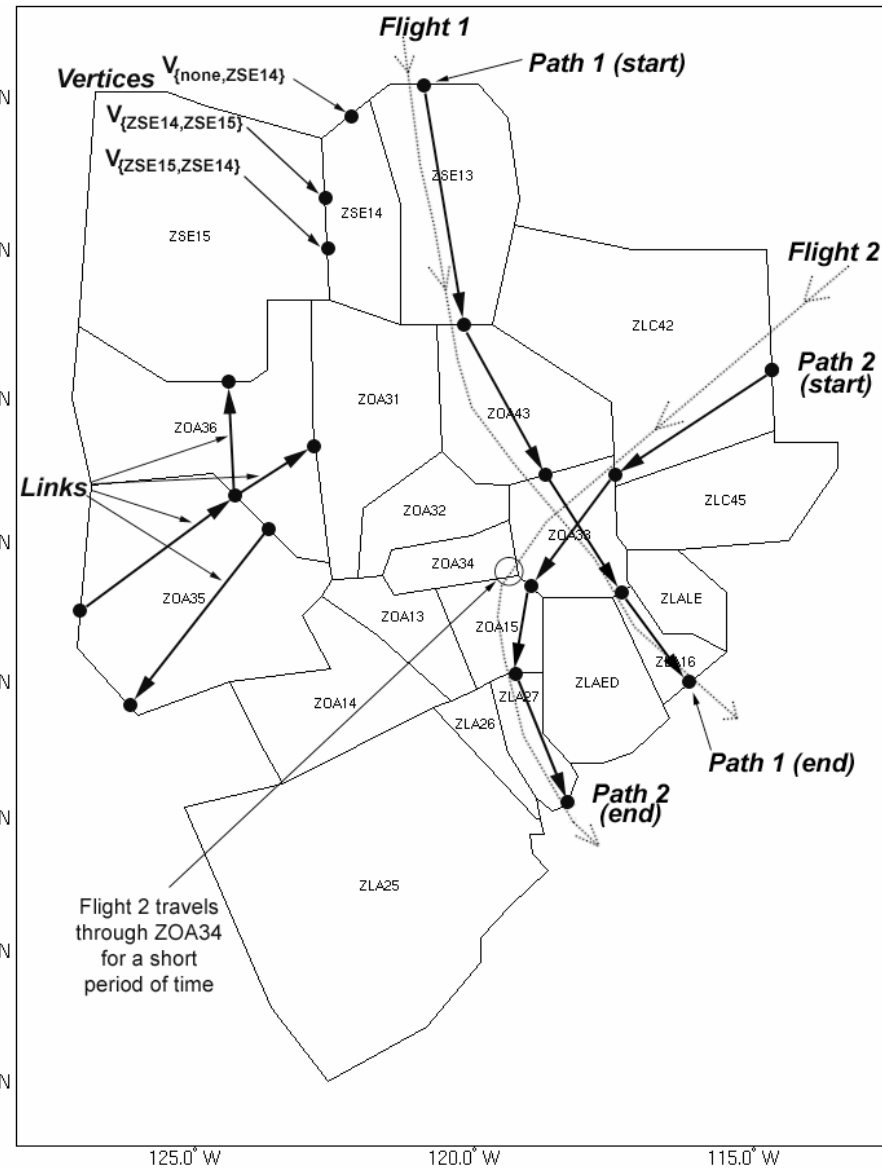 Flight 1
N
Vertices V{none,ZSE14}
Path 1 (start)
V{ZSE14,ZSE15}
V{ZSE15,ZSE14}
ZSE13
ZSE14
ZSE15
N
Flight 2
ZLC42
Path 2
(start)
N
ZOA31
ZOA43
ZOA36
Links
ZLC45
ZOA32
ZOA33
N
ZOA34
ZOA35
ZLALE
ZOA13
ZOA15
ZLA16
N
ZLAED
ZLA27
ZOA14
ZLA26
Path 1 (end)
Path 2
(end)
N
ZLA25
Flight 2 travels
through ZOA34
for a short
period of time
N
N
125.0° W
120.0° W
115.0° W